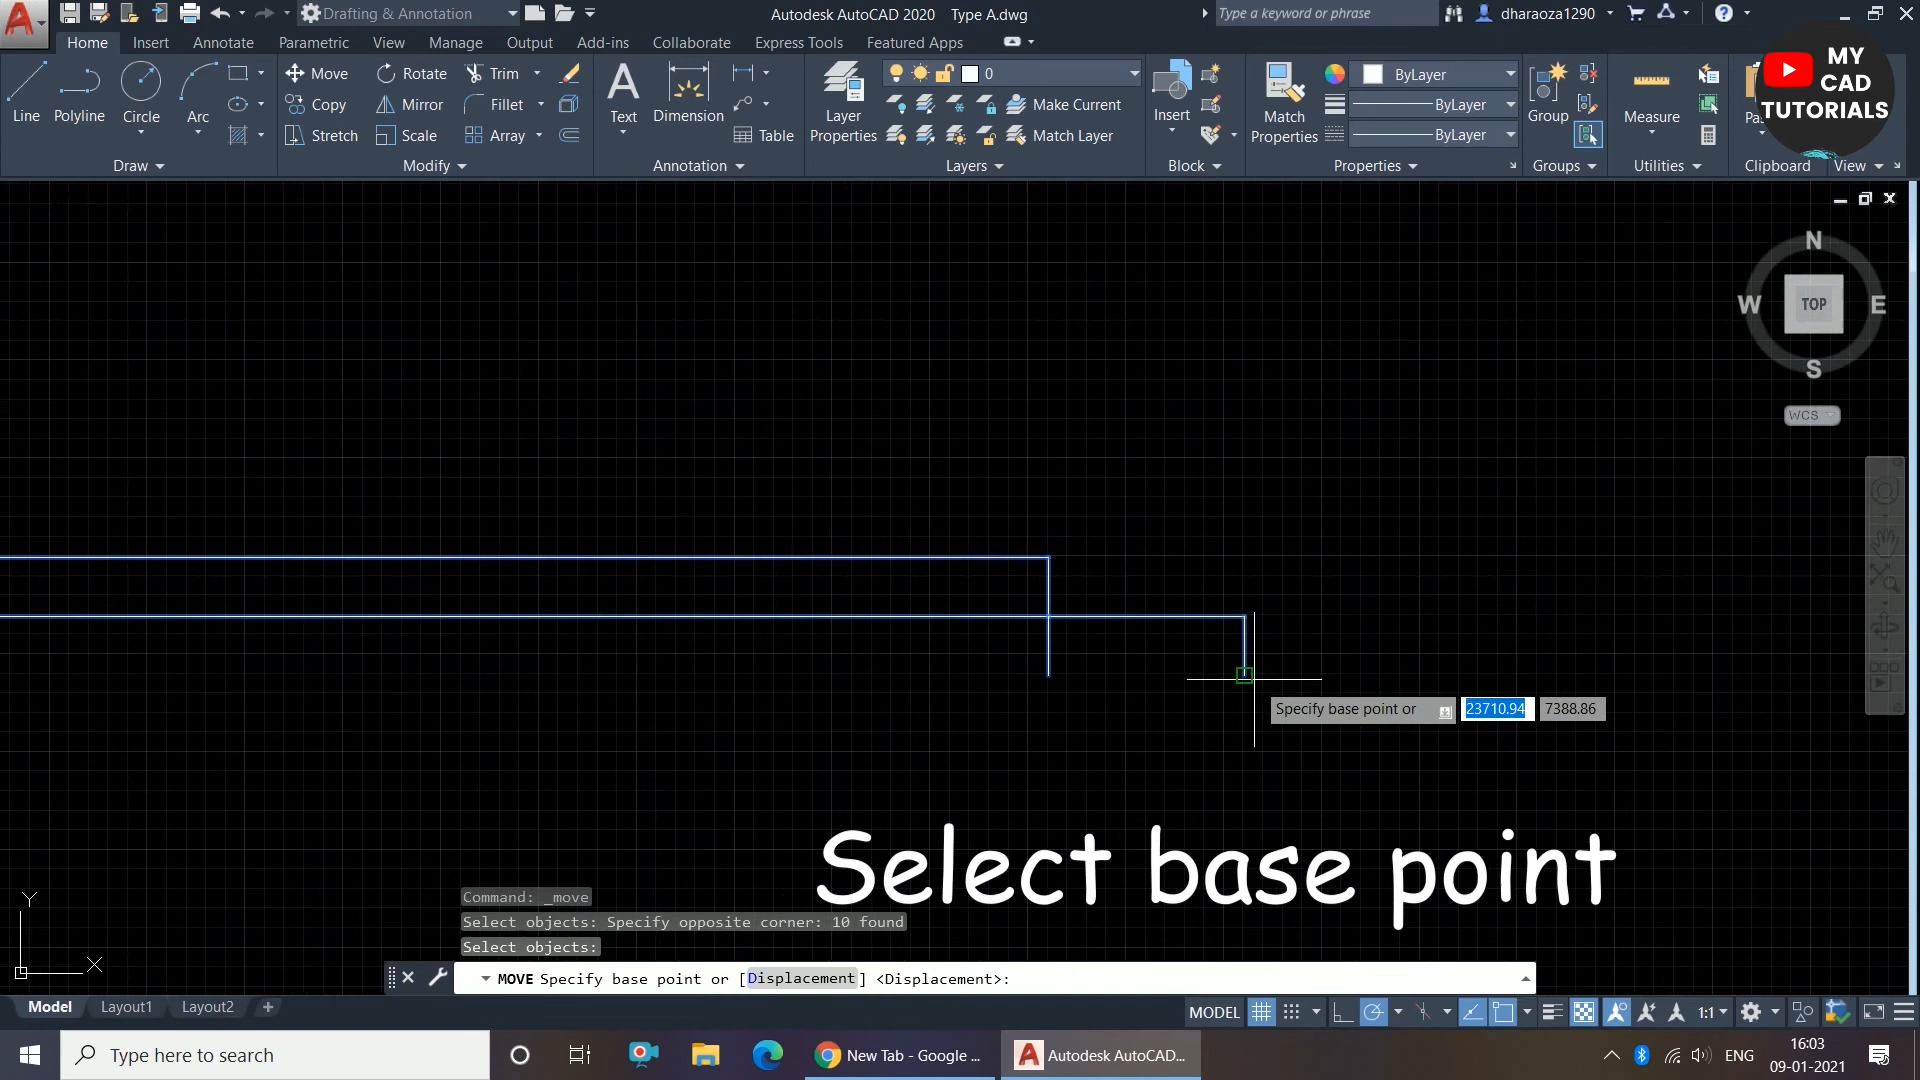 Drafting & Annotation
Autodesk AutoCAD 2020 Type A.dwg
Type a keyword or phrase
dharaoza1290
Home Insert Annotate Parametric View Manage Output Add-ins Collaborate Express Tools Featured Apps
Line Polyline Circle Arc
Move Rotate Trim
Copy Mirror Fillet
Stretch Scale Array
Text Dimension Table
Layer Properties
0
Make Current
Match Layer
Insert
Match Properties
ByLayer
ByLayer
ByLayer
Group
Measure
MY
CAD
TUTORIALS
Draw Modify Annotation Layers Block Properties Groups Utilities Clipboard View
N
W TOP E
S
WCS
Specify base point or 23710.94 7388.86
Select base point
Y
X
Command: _move
Select objects: Specify opposite corner: 10 found
Select objects:
MOVE Specify base point or [Displacement] <Displacement>:
Model Layout1 Layout2 +
MODEL 1:1
Type here to search
New Tab - Google ...
Autodesk AutoCAD...
ENG
16:03
09-01-2021